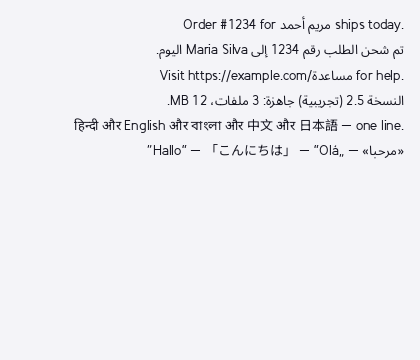 Order #1234 for مريم أحمد ships today.
تم شحن الطلب رقم 1234 إلى Maria Silva اليوم.
Visit https://example.com/مساعدة for help.
النسخة 2.5 (تجريبية) جاهزة: 3 ملفات، 12 MB.
हिन्दी और English और বাংলা और 中文 और 日本語 — one line.
«مرحبا» — „Olá“ — 「こんにちは」 — “Hallo”